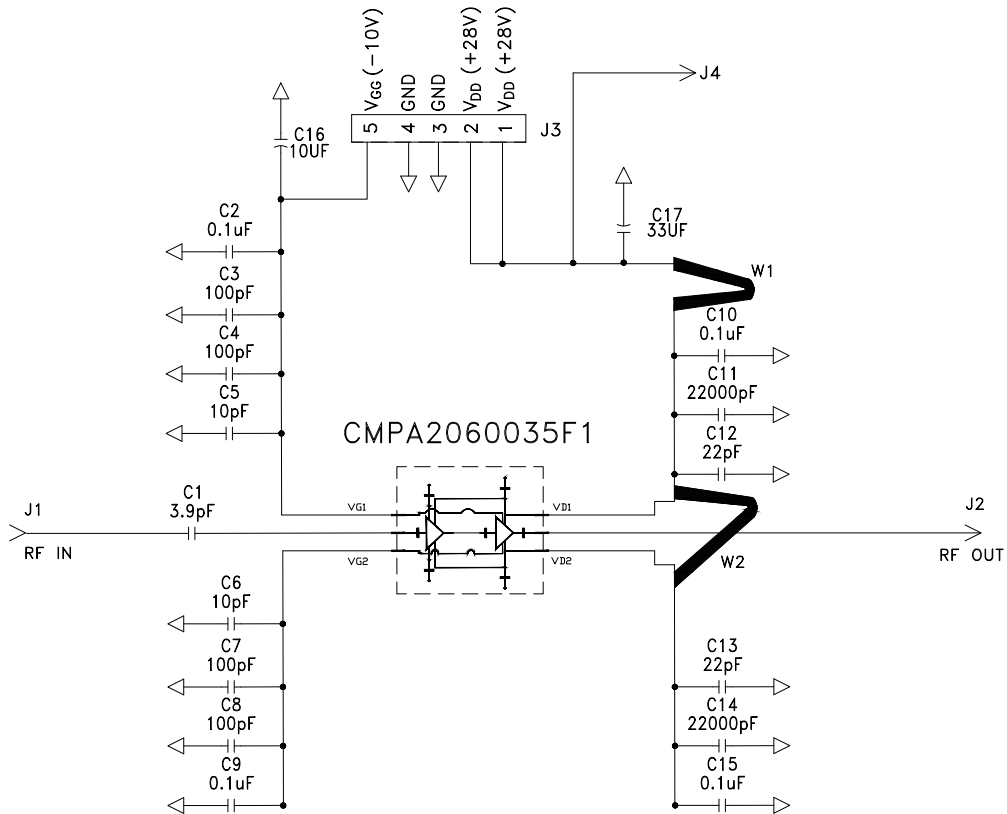 VGG (-10V)
GND
GND
VDD (+28V)
VDD (+28V)
5 4 3 2 1
J3
J4
C16
10UF
C17
33UF
C2
0.1uF
C3
100pF
C4
100pF
C5
10pF
W1
C10
0.1uF
C11
22000pF
C12
22pF
CMPA2060035F1
J1
RF IN
C1
3.9pF
VG1
VG2
VD1
VD2
W2
J2
RF OUT
C6
10pF
C7
100pF
C8
100pF
C9
0.1uF
C13
22pF
C14
22000pF
C15
0.1uF